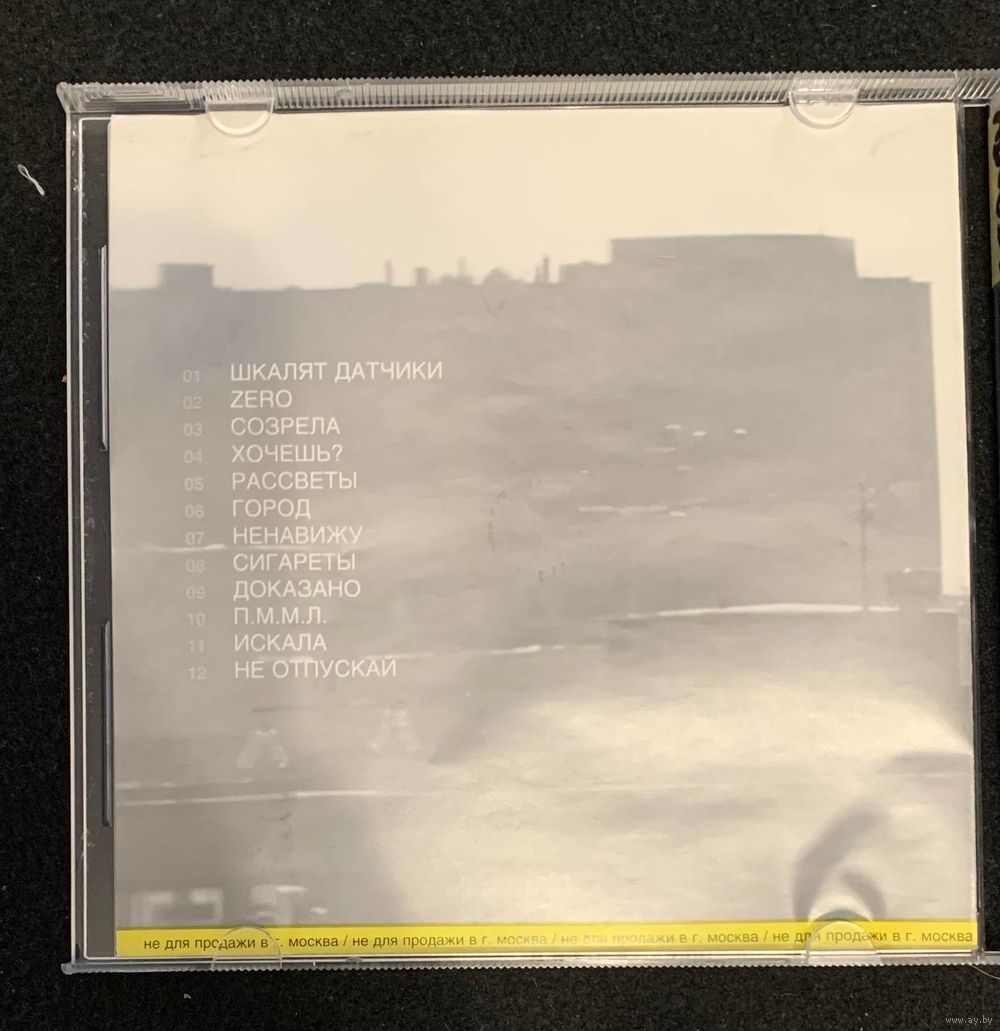 01 ШКАЛЯТ ДАТЧИКИ
02 ZERO
03 СОЗРЕЛА
04 ХОЧЕШЬ?
05 РАССВЕТЫ
06 ГОРОД
07 НЕНАВИЖУ
08 СИГАРЕТЫ
09 ДОКАЗАНО
10 П.М.М.Л.
11 ИСКАЛА
12 НЕ ОТПУСКАЙ
не для продажи в г. москва / не для продажи в г. москва / не для продажи в г. москва / не для продажи в г. москва
www.ay.by